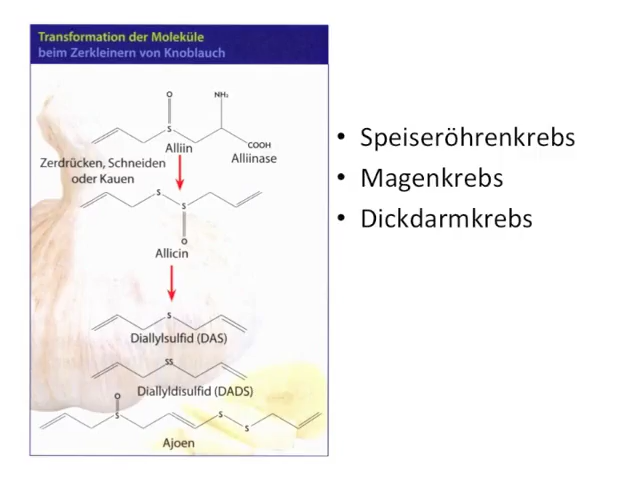 Transformation der Moleküle
beim Zerkleinern von Knoblauch
O
NH₂
S
COOH
Alliin
Alliinase
Zerdrücken, Schneiden
oder Kauen
S
S
O
Allicin
S
Diallylsulfid (DAS)
SS
Diallyldisulfid (DADS)
O
S
S
S
Ajoen
• Speiseröhrenkrebs
• Magenkrebs
• Dickdarmkrebs